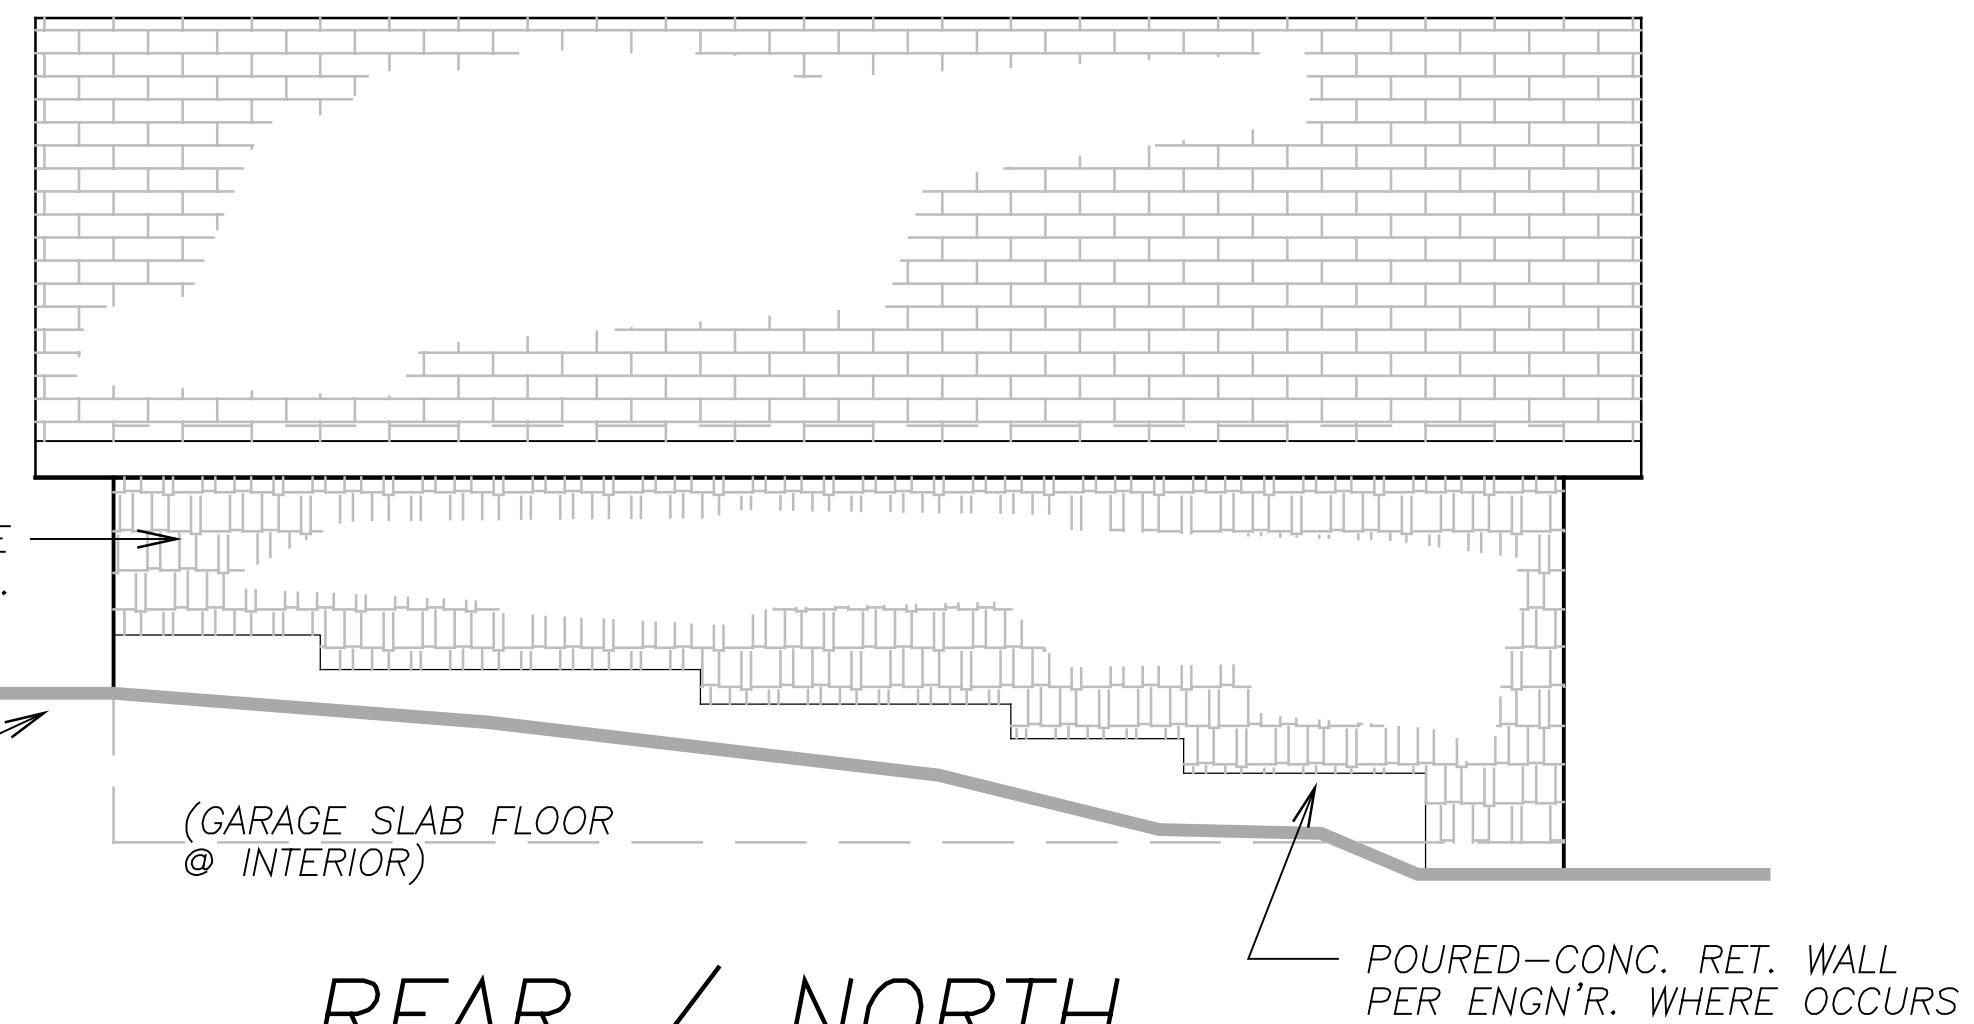 E
.
(GARAGE SLAB FLOOR
@ INTERIOR)
POURED-CONC. RET. WALL
PER ENGN'R. WHERE OCCURS
REAR / NORTH